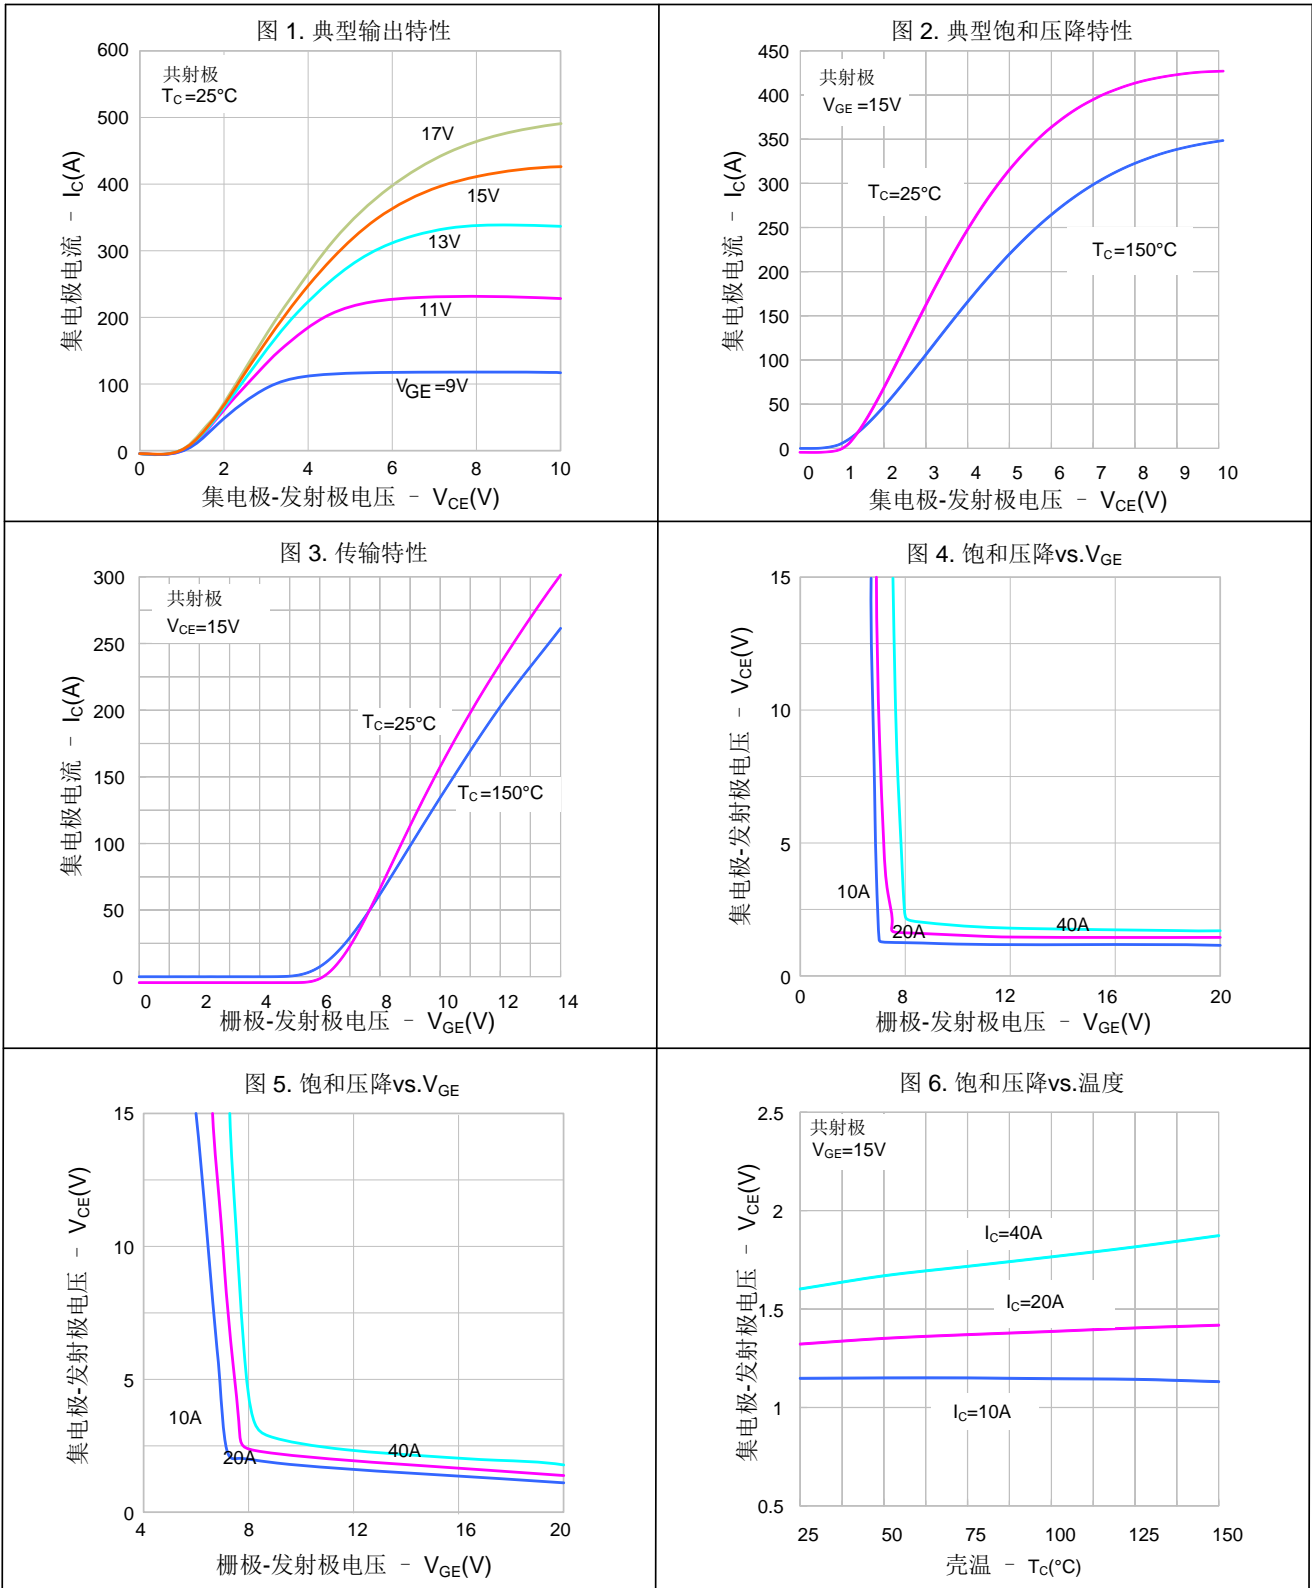 图 1. 典型输出特性
600
500
400
300
200
100
0
共射极
TC=25°C
17V
15V
13V
11V
VGE=9V
0 2 4 6 8 10
集电极电流 - IC(A)
集电极-发射极电压 - VCE(V)
图 2. 典型饱和压降特性
450
400
350
300
250
200
150
100
50
0
共射极
VGE=15V
TC=25°C
TC=150°C
0 1 2 3 4 5 6 7 8 9 10
集电极电流 - IC(A)
集电极-发射极电压 - VCE(V)
图 3. 传输特性
300
250
200
150
100
50
0
共射极
VCE=15V
TC=25°C
TC=150°C
0 2 4 6 8 10 12 14
集电极电流 - IC(A)
栅极-发射极电压 - VGE(V)
图 4. 饱和压降vs.VGE
15
10
5
0
10A
20A
40A
0 8 12 16 20
集电极-发射极电压 - VCE(V)
栅极-发射极电压 - VGE(V)
图 5. 饱和压降vs.VGE
15
10
5
0
10A
20A
40A
4 8 12 16 20
集电极-发射极电压 - VCE(V)
栅极-发射极电压 - VGE(V)
图 6. 饱和压降vs.温度
2.5
2
1.5
1
0.5
共射极
VGE=15V
IC=40A
IC=20A
IC=10A
25 50 75 100 125 150
集电极-发射极电压 - VCE(V)
壳温 - TC(°C)